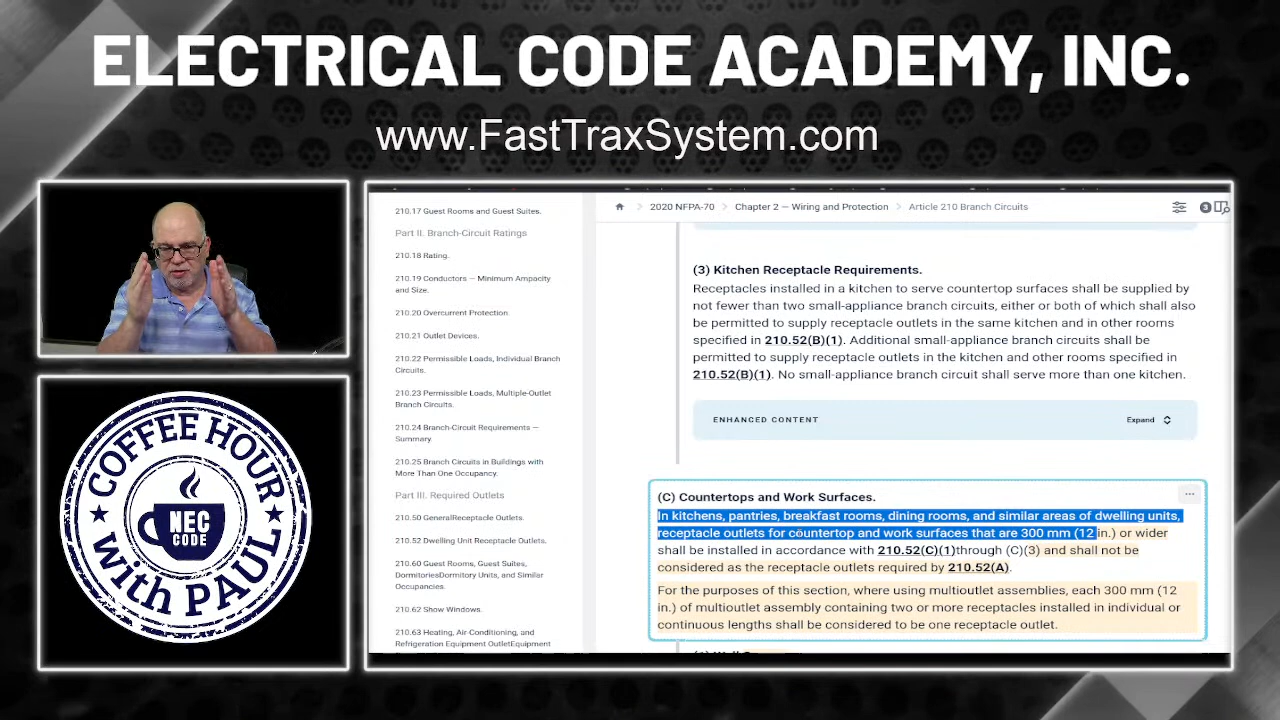 ELECTRICAL CODE ACADEMY, INC.
www.FastTraxSystem.com
COFFEE HOUR
NEC
CODE
with PAUL
210.17 Guest Rooms and Guest Suites.
Part II. Branch-Circuit Ratings
210.18 Rating.
210.19 Conductors — Minimum Ampacity
and Size.
210.20 Overcurrent Protection.
210.21 Outlet Devices.
210.22 Permissible Loads, Individual Branch
Circuits.
210.23 Permissible Loads, Multiple-Outlet
Branch Circuits.
210.24 Branch-Circuit Requirements —
Summary.
210.25 Branch Circuits in Buildings with
More Than One Occupancy.
Part III. Required Outlets
210.50 GeneralReceptacle Outlets.
210.52 Dwelling Unit Receptacle Outlets.
210.60 Guest Rooms, Guest Suites,
DormitoriesDormitory Units, and Similar
Occupancies.
210.62 Show Windows.
210.63 Heating, Air-Conditioning, and
Refrigeration Equipment OutletEquipment
2020 NFPA-70 > Chapter 2 — Wiring and Protection > Article 210 Branch Circuits
3
(3) Kitchen Receptacle Requirements.
Receptacles installed in a kitchen to serve countertop surfaces shall be supplied by
not fewer than two small-appliance branch circuits, either or both of which shall also
be permitted to supply receptacle outlets in the same kitchen and in other rooms
specified in 210.52(B)(1). Additional small-appliance branch circuits shall be
permitted to supply receptacle outlets in the kitchen and other rooms specified in
210.52(B)(1). No small-appliance branch circuit shall serve more than one kitchen.
ENHANCED CONTENT
Expand
(C) Countertops and Work Surfaces.
In kitchens, pantries, breakfast rooms, dining rooms, and similar areas of dwelling units,
receptacle outlets for countertop and work surfaces that are 300 mm (12 in.) or wider
shall be installed in accordance with 210.52(C)(1)through (C)(3) and shall not be
considered as the receptacle outlets required by 210.52(A).
For the purposes of this section, where using multioutlet assemblies, each 300 mm (12
in.) of multioutlet assembly containing two or more receptacles installed in individual or
continuous lengths shall be considered to be one receptacle outlet.